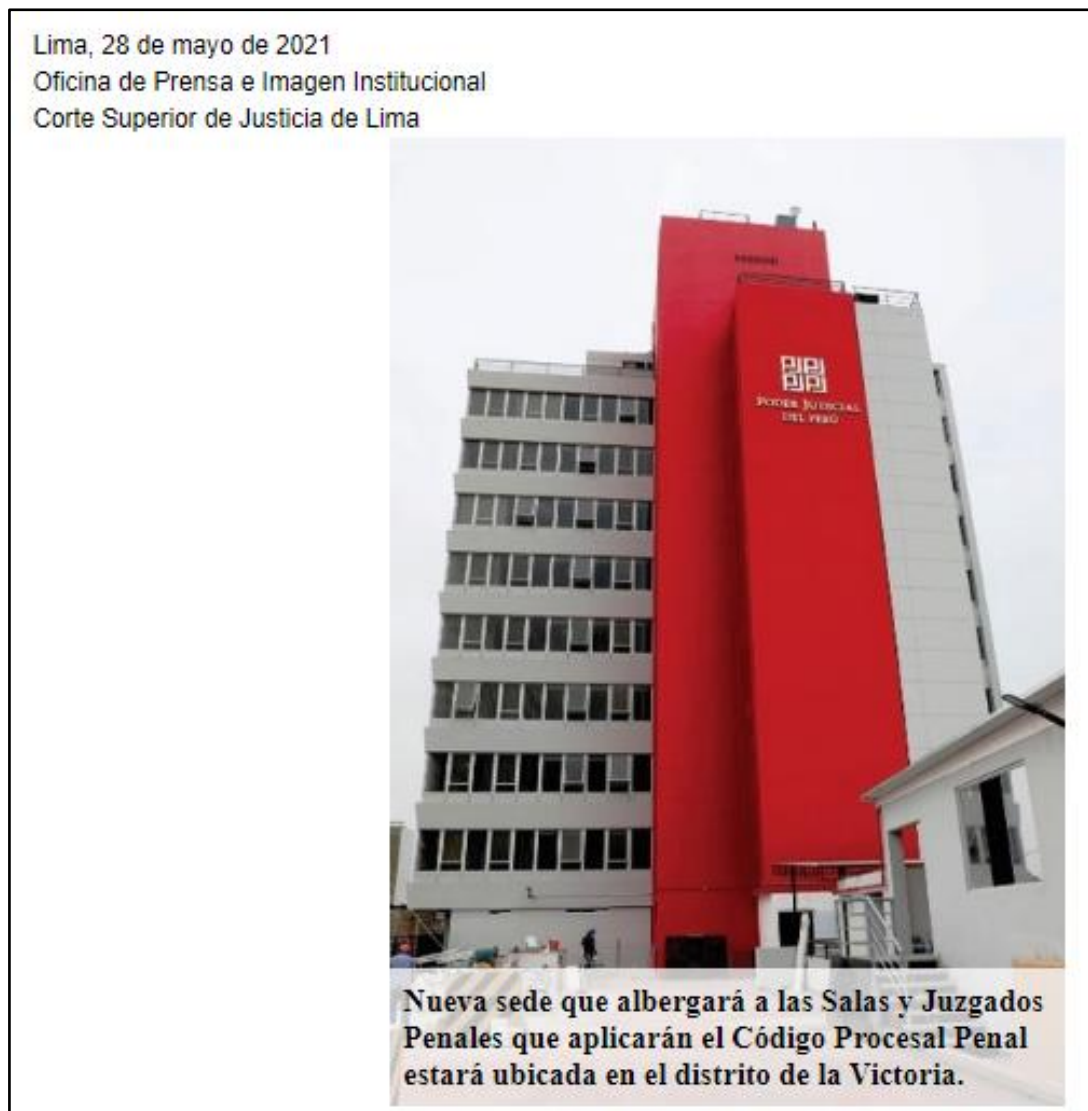 Lima, 28 de mayo de 2021
Oficina de Prensa e Imagen Institucional
Corte Superior de Justicia de Lima
PJPJ
PJPJ
PODER JUDICIAL
DEL PERÚ
Nueva sede que albergará a las Salas y Juzgados
Penales que aplicarán el Código Procesal Penal
estará ubicada en el distrito de la Victoria.